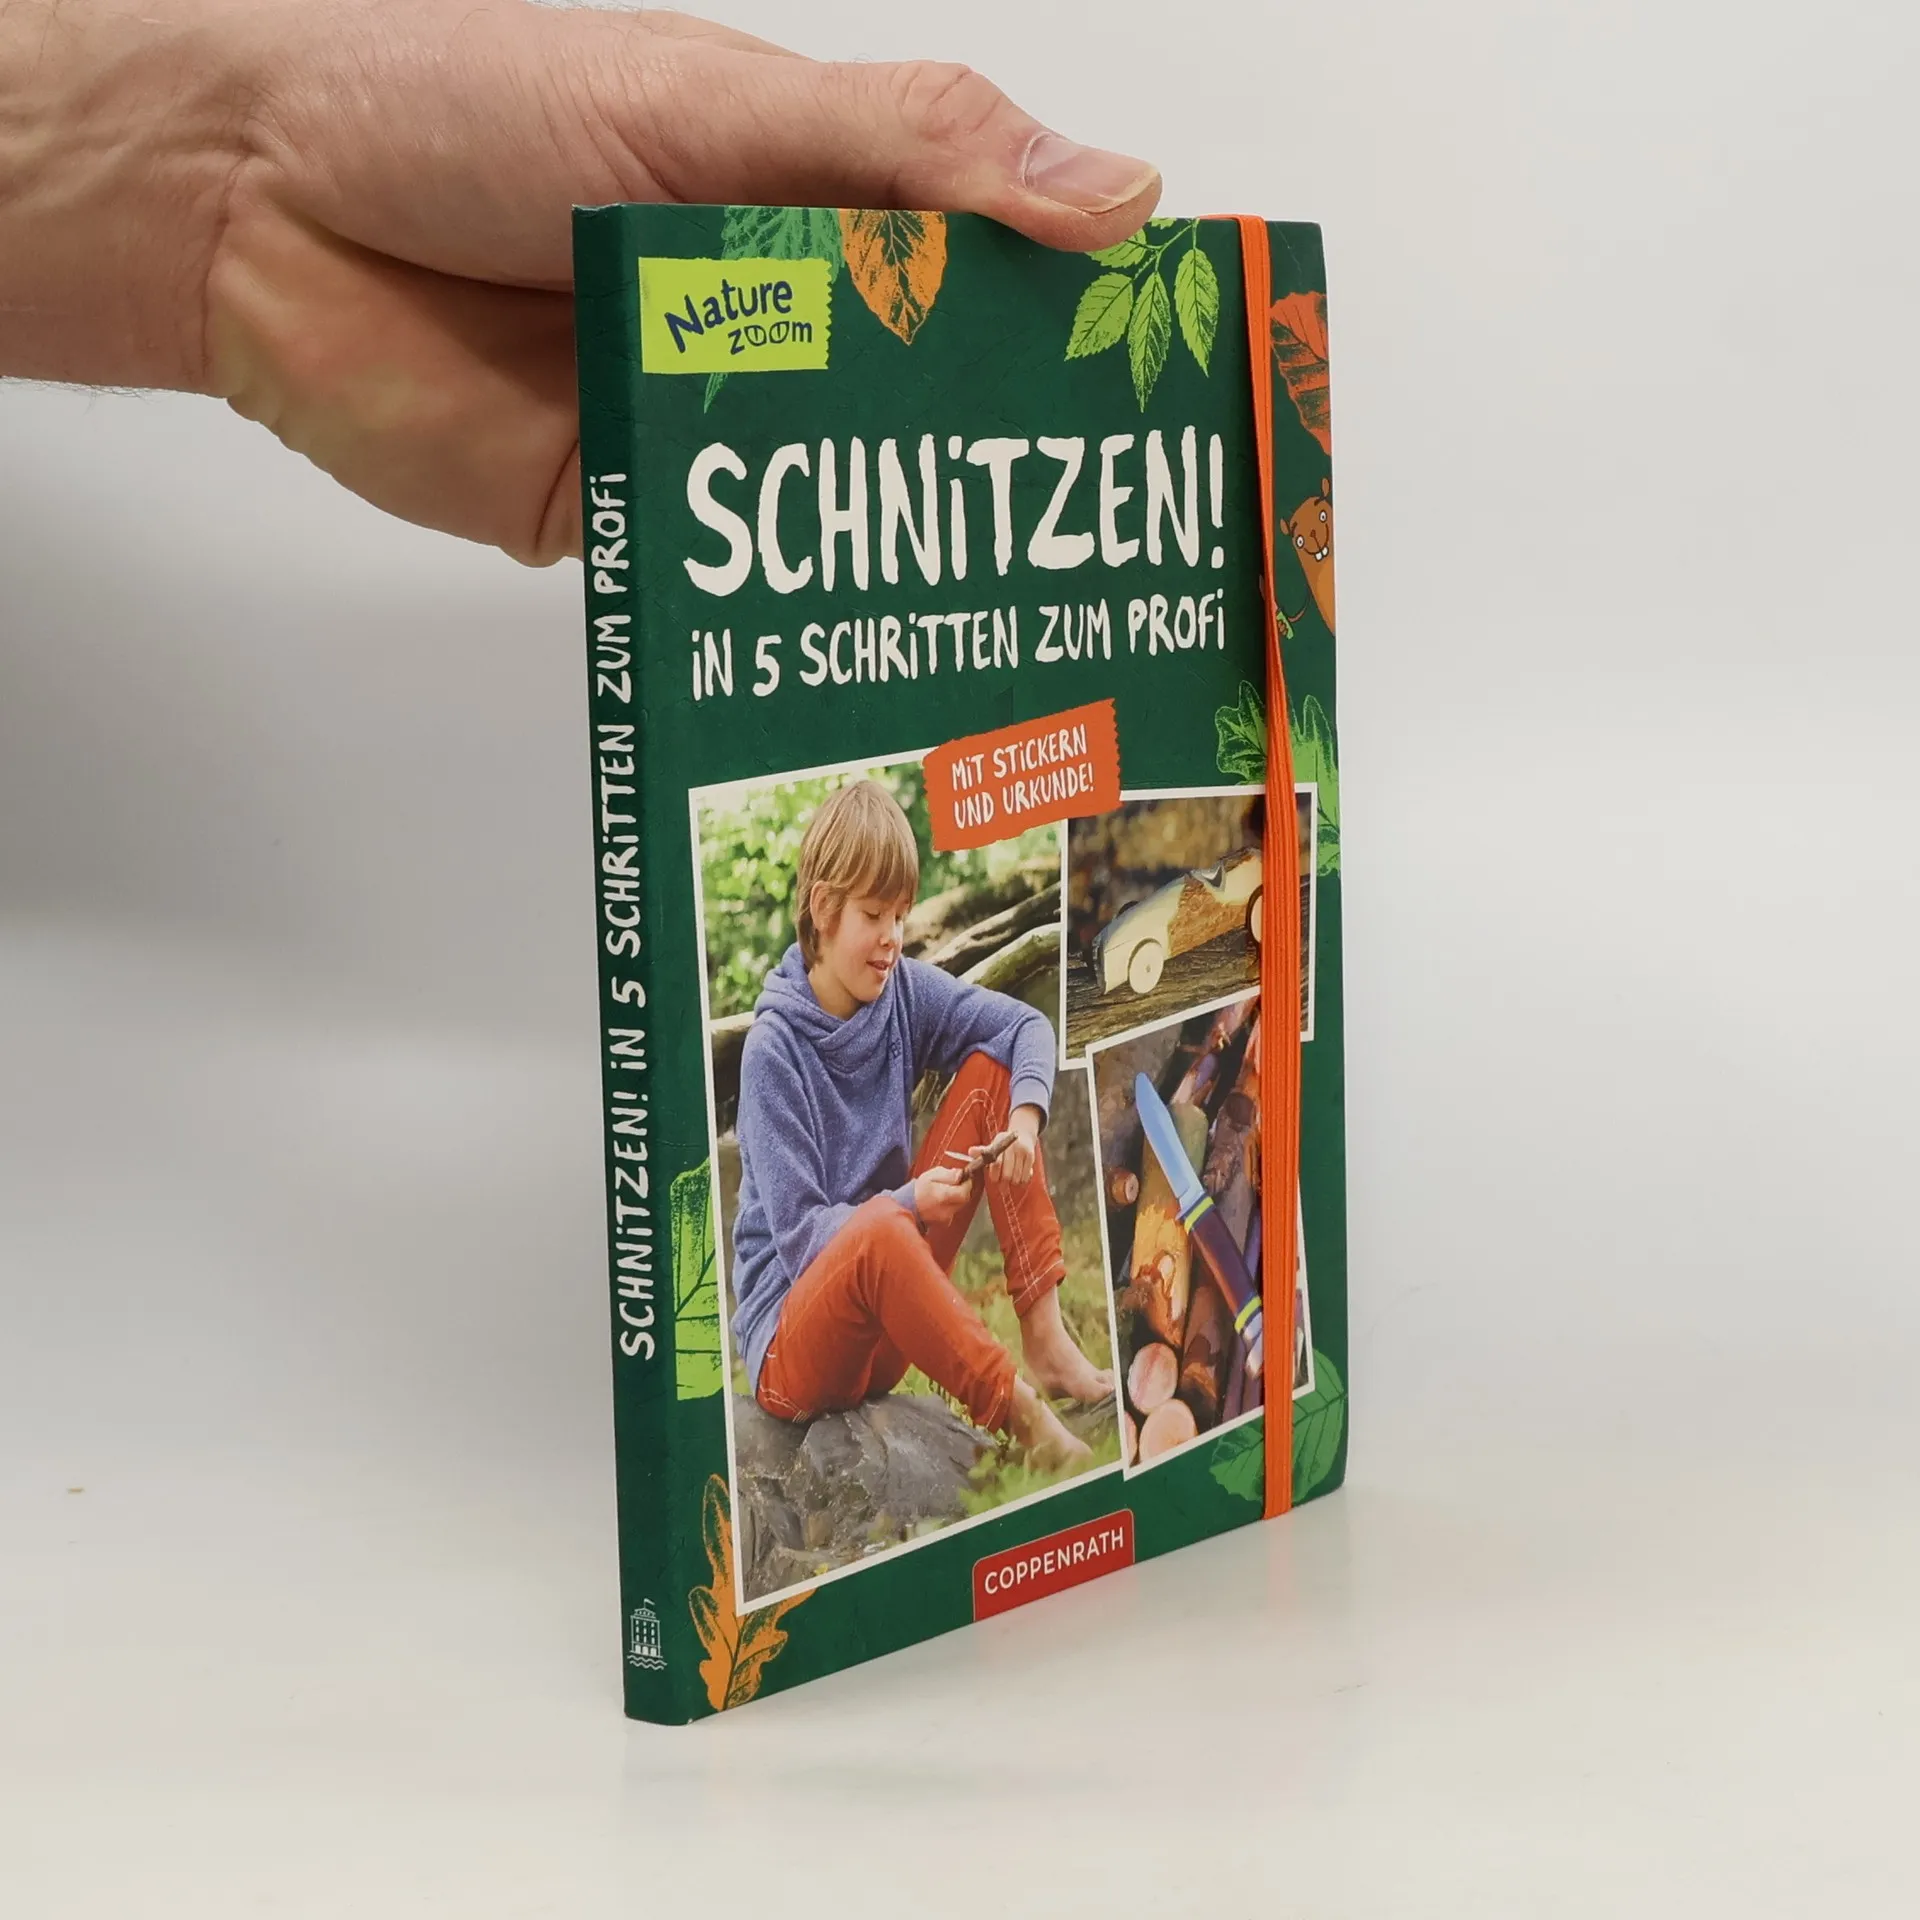 Nature
zoom
SCHNiTZEN!
iN 5 SCHRiTTEN ZUM PROFi
MiT STiCKERN
UND URKUNDE!
COPPENRATH
SCHNiTZEN! iN 5 SCHRiTTEN ZUM PROFi